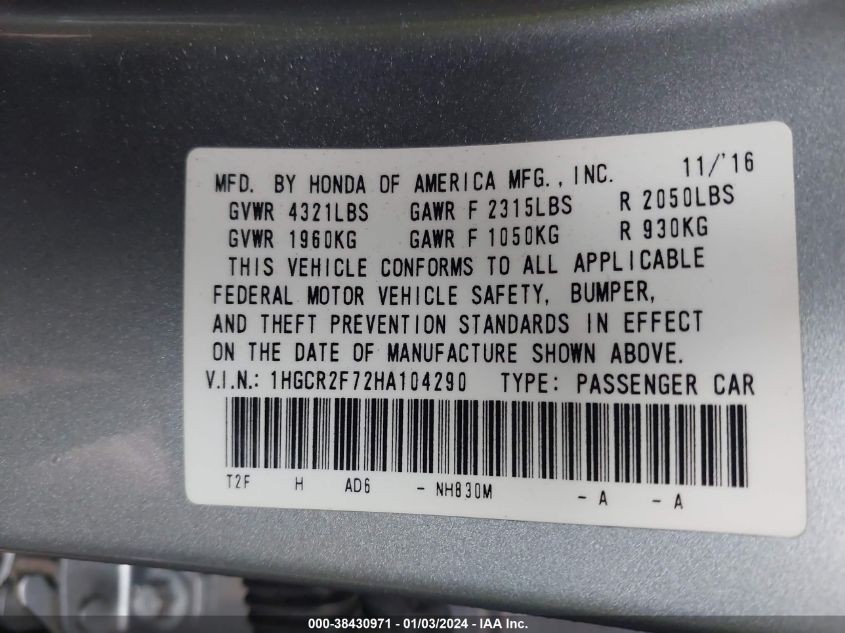 MFD. BY HONDA OF AMERICA MFG., INC. 11/'16
GVWR 4321LBS GAWR F 2315LBS R 2050LBS
GVWR 1960KG GAWR F 1050KG R 930KG
THIS VEHICLE CONFORMS TO ALL APPLICABLE
FEDERAL MOTOR VEHICLE SAFETY, BUMPER,
AND THEFT PREVENTION STANDARDS IN EFFECT
ON THE DATE OF MANUFACTURE SHOWN ABOVE.
V.I.N.: 1HGCR2F72HA104290 TYPE: PASSENGER CAR
T2F H AD6 - NH830M - A - A
000-38430971 - 01/03/2024 - IAA Inc.